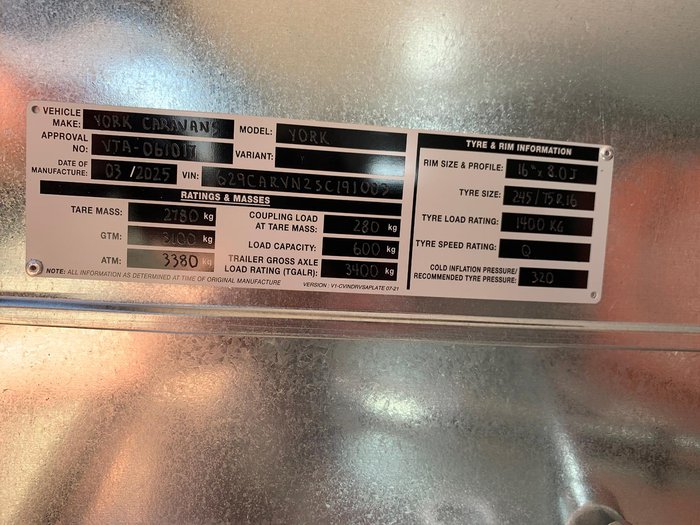 VEHICLE MAKE: YORK CARAVANS
MODEL: YORK
APPROVAL NO: VTA-061017
VARIANT: Y
DATE OF MANUFACTURE: 03 /2025
VIN: 629CARVN2SC191005
RATINGS & MASSES
TARE MASS: 2780 kg
GTM: 3100 kg
ATM: 3380 kg
COUPLING LOAD AT TARE MASS: 280 kg
LOAD CAPACITY: 600 kg
TRAILER GROSS AXLE LOAD RATING (TGALR): 3400 kg
NOTE: ALL INFORMATION AS DETERMINED AT TIME OF ORIGINAL MANUFACTURE
VERSION : V1-CVINDRVSAPLATE 07-21
TYRE & RIM INFORMATION
RIM SIZE & PROFILE: 16" x 8.0J
TYRE SIZE: 245/75R16
TYRE LOAD RATING: 1400 KG
TYRE SPEED RATING: Q
COLD INFLATION PRESSURE/
RECOMMENDED TYRE PRESSURE: 320